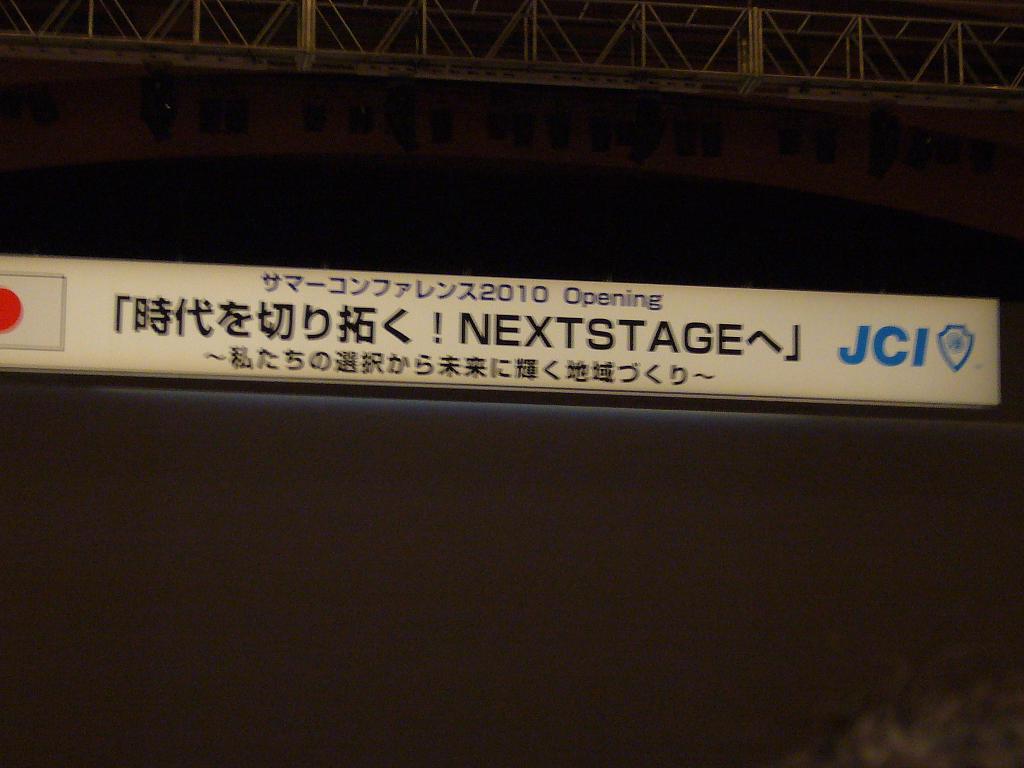 サマーコンファレンス2010 Opening
「時代を切り拓く！NEXTSTAGEへ」
～私たちの選択から未来に輝く地域づくり～
JCI